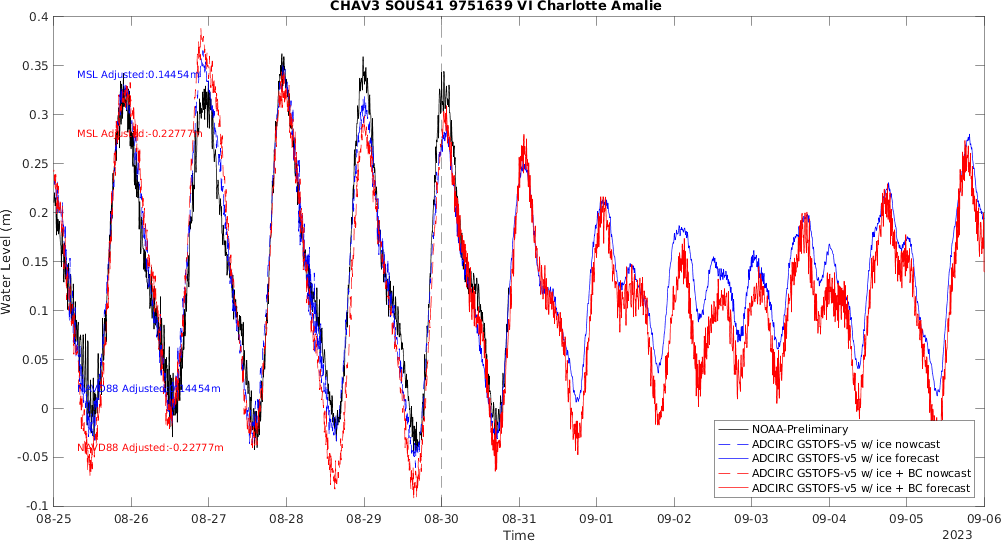 CHAV3 SOUS41 9751639 VI Charlotte Amalie
0.4
0.35
0.3
0.25
0.2
0.15
0.1
0.05
0
-0.05
-0.1
Water Level (m)
MSL Adjusted:0.14454m
MSL Adjusted:-0.22777m
NAVD88 Adjusted:0.14454m
NAVD88 Adjusted:-0.22777m
NOAA-Preliminary
ADCIRC GSTOFS-v5 w/ ice nowcast
ADCIRC GSTOFS-v5 w/ ice forecast
ADCIRC GSTOFS-v5 w/ ice + BC nowcast
ADCIRC GSTOFS-v5 w/ ice + BC forecast
08-25 08-26 08-27 08-28 08-29 08-30 08-31 09-01 09-02 09-03 09-04 09-05 09-06
Time
2023